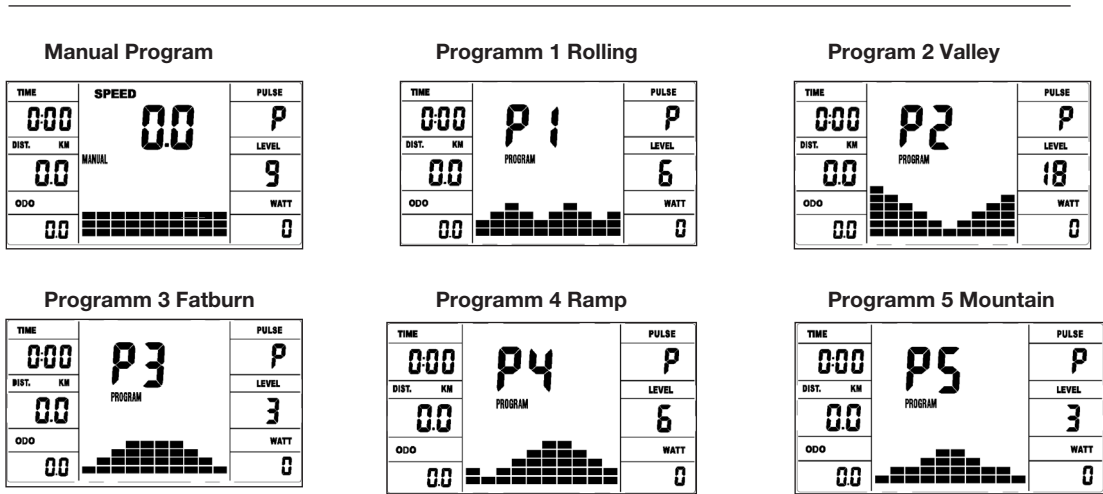 Manual Program Programm 1 Rolling Program 2 Valley
TIME SPEED PULSE TIME PULSE TIME PULSE
0:00 0.0 P 0:00 P1 P 0:00 P2 P
DIST. KM LEVEL DIST. KM LEVEL DIST. KM LEVEL
MANUAL PROGRAM PROGRAM
0.0 9 0.0 6 0.0 18
ODO WATT ODO WATT ODO WATT
0.0 0 0.0 0 0.0 0
Programm 3 Fatburn Programm 4 Ramp Programm 5 Mountain
TIME PULSE TIME PULSE TIME PULSE
0:00 P3 P 0:00 P4 P 0:00 P5 P
DIST. KM LEVEL DIST. KM LEVEL DIST. KM LEVEL
PROGRAM PROGRAM PROGRAM
0.0 3 0.0 6 0.0 3
ODO WATT ODO WATT ODO WATT
0.0 0 0.0 0 0.0 0